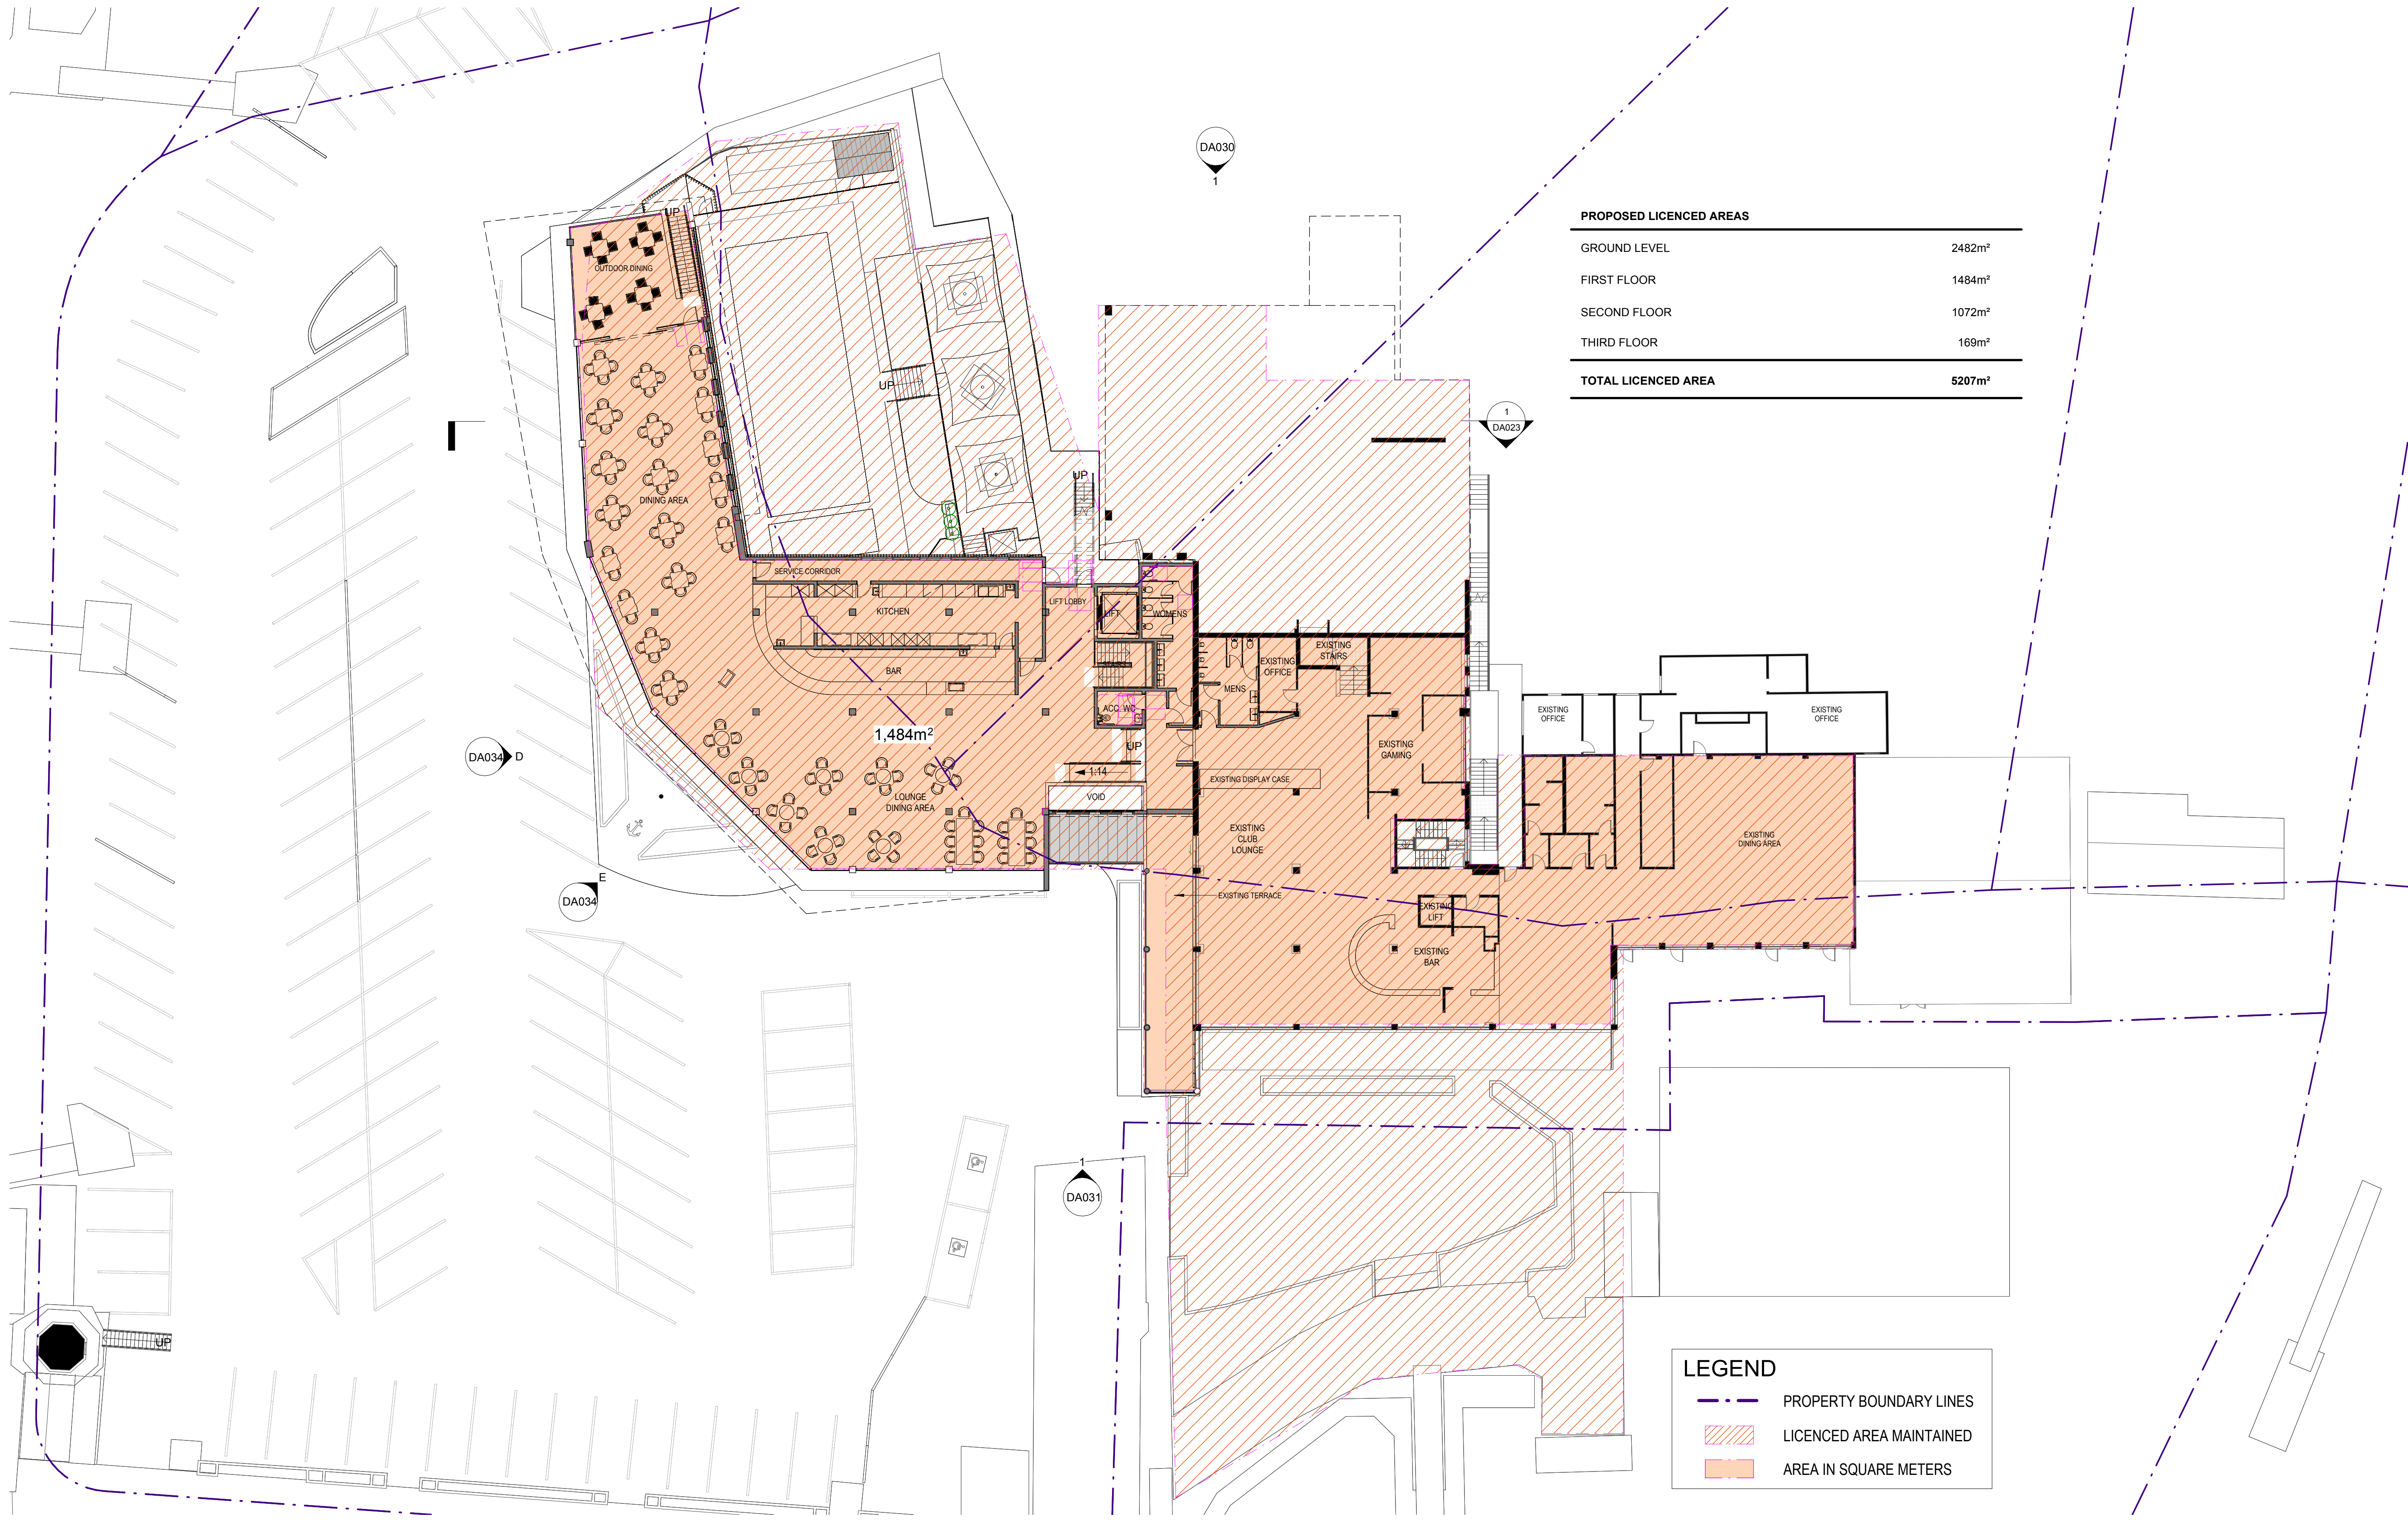 DA030
1
PROPOSED LICENCED AREAS
GROUND LEVEL 2482m²
FIRST FLOOR 1484m²
SECOND FLOOR 1072m²
THIRD FLOOR 169m²
TOTAL LICENCED AREA 5207m²
UP
OUTDOOR DINING
UP
1
DA023
UP
DINING AREA
SERVICE CORRIDOR
KITCHEN
LIFT LOBBY
LIFT
WOMENS
BAR
EXISTING
OFFICE
EXISTING
STAIRS
MENS
ACC. WC
EXISTING
OFFICE
EXISTING
OFFICE
1,484m²
UP
EXISTING
GAMING
DA034
D
1:14
EXISTING DISPLAY CASE
VOID
LOUNGE
DINING AREA
EXISTING
CLUB
LOUNGE
EXISTING
DINING AREA
E
DA034
EXISTING TERRACE
EXISTING
LIFT
EXISTING
BAR
1
DA031
UP
LEGEND
PROPERTY BOUNDARY LINES
LICENCED AREA MAINTAINED
AREA IN SQUARE METERS